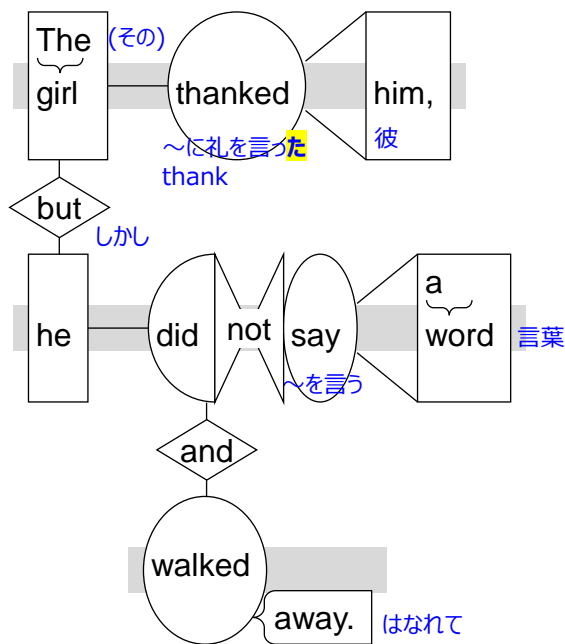 The (その)
girl thanked him,
～に礼を言った 彼
thank
but
しかし
a
he did not say word 言葉
～を言う
and
walked
away. はなれて